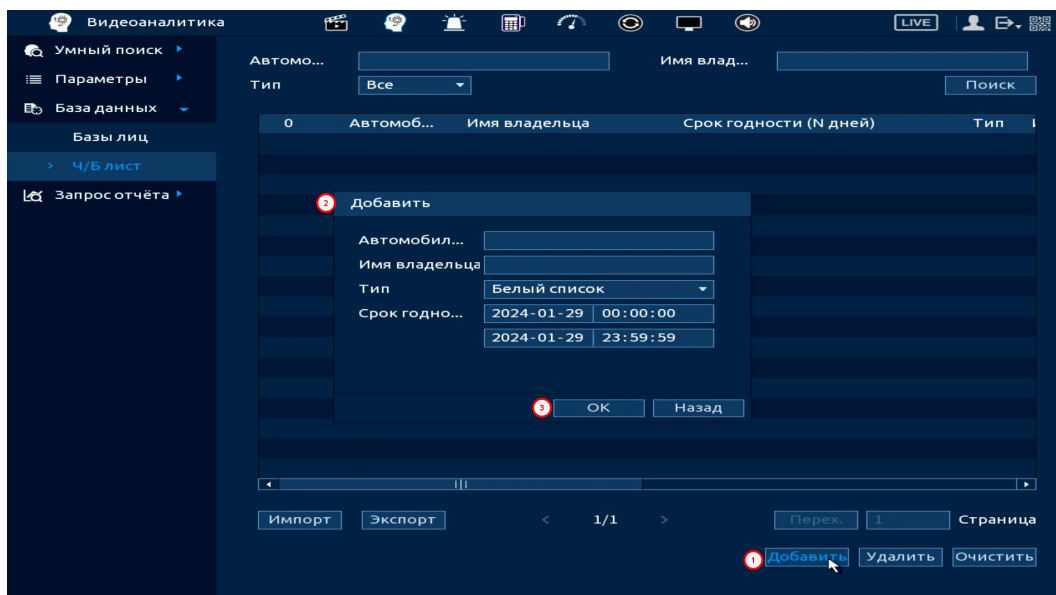 Видеоаналитика LIVE
Умный поиск
Параметры
База данных
Базы лиц
> Ч/Б лист
Запрос отчёта
Автомо... Имя влад...
Тип Все Поиск
0 Автомоб... Имя владельца Срок годности (N дней) Тип
2 Добавить
Автомобил...
Имя владельца
Тип Белый список
Срок годно... 2024-01-29 00:00:00
2024-01-29 23:59:59
3 OK Назад
Импорт Экспорт < 1/1 > Перех. 1 Страница
1 Добавить Удалить Очистить